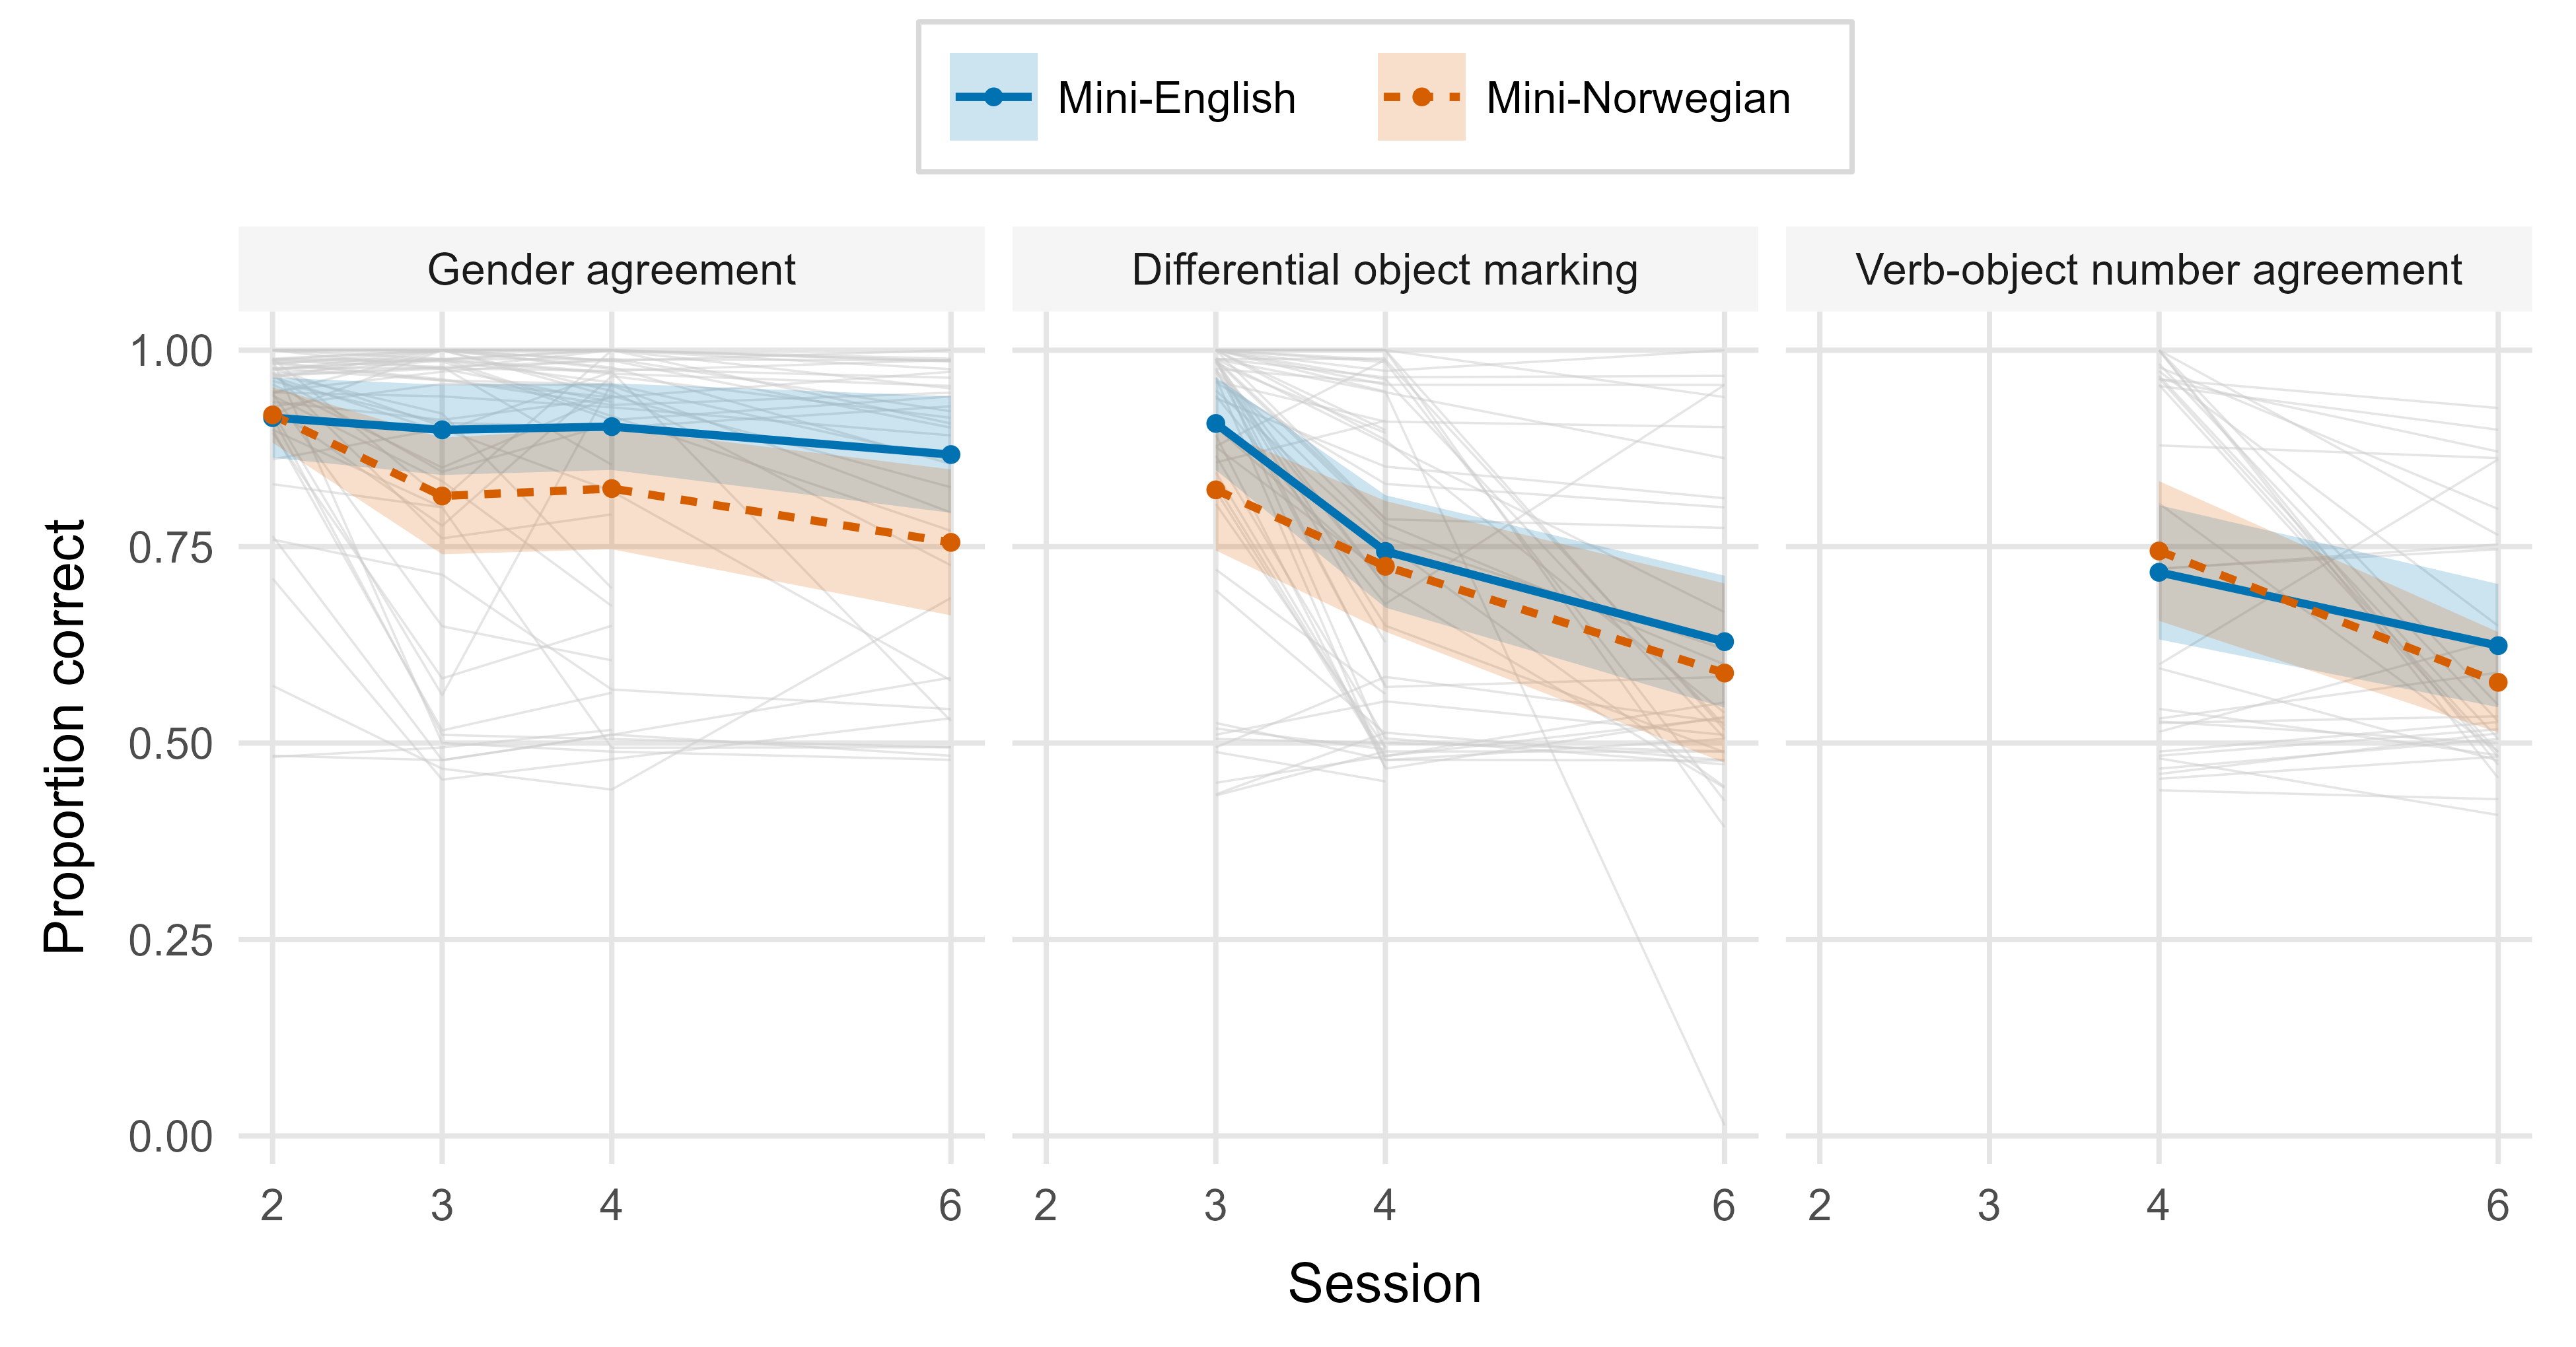 Mini-English Mini-Norwegian
Gender agreement Differential object marking Verb-object number agreement
Proportion correct
1.00
0.75
0.50
0.25
0.00
2 3 4 6 2 3 4 6 2 3 4 6
Session